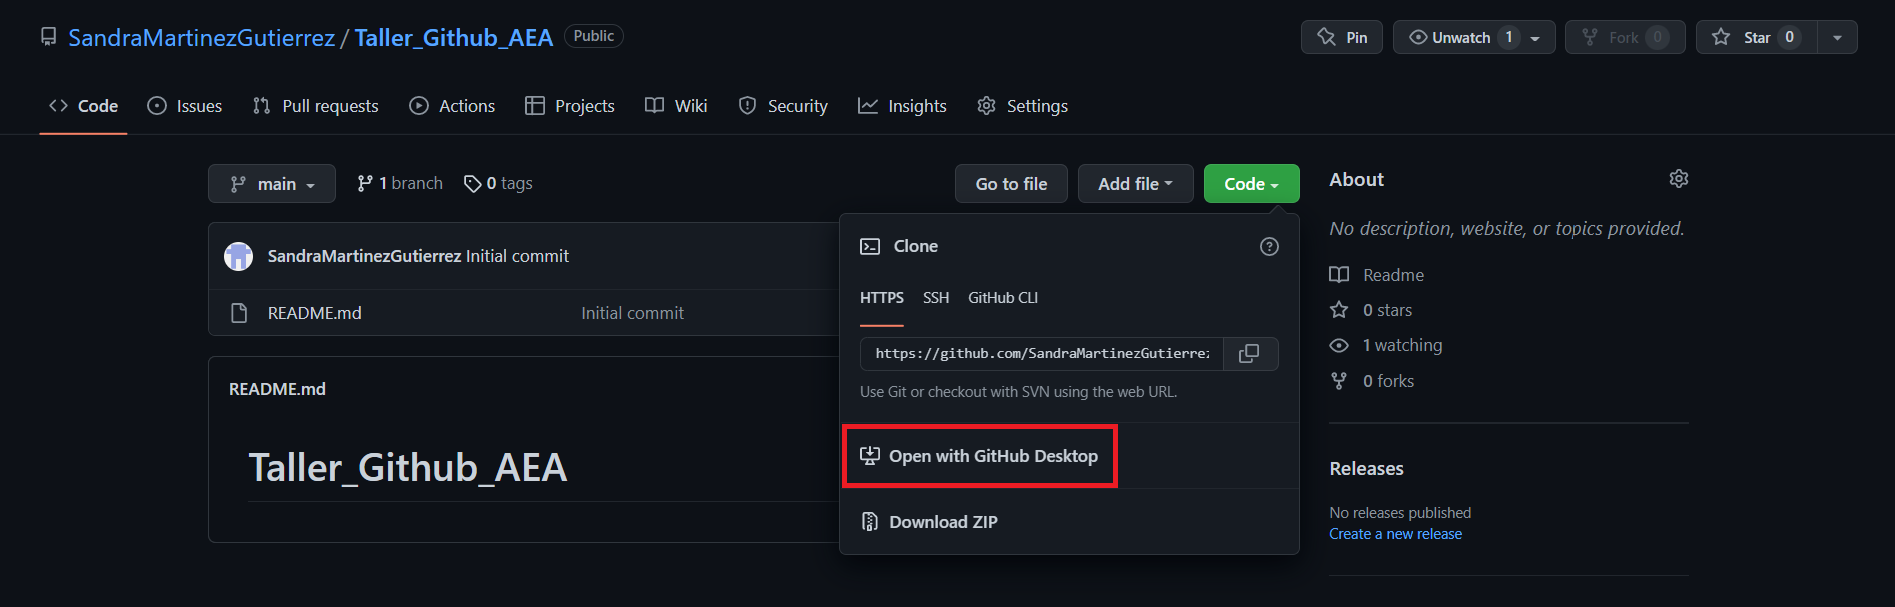 SandraMartinezGutierrez / Taller_Github_AEA Public
Pin Unwatch 1 Fork 0 Star 0
Code Issues Pull requests Actions Projects Wiki Security Insights Settings
main 1 branch 0 tags Go to file Add file Code
SandraMartinezGutierrez Initial commit
README.md Initial commit
README.md
Taller_Github_AEA
Clone
HTTPS SSH GitHub CLI
https://github.com/SandraMartinezGutierrez
Use Git or checkout with SVN using the web URL.
Open with GitHub Desktop
Download ZIP
About
No description, website, or topics provided.
Readme
0 stars
1 watching
0 forks
Releases
No releases published
Create a new release